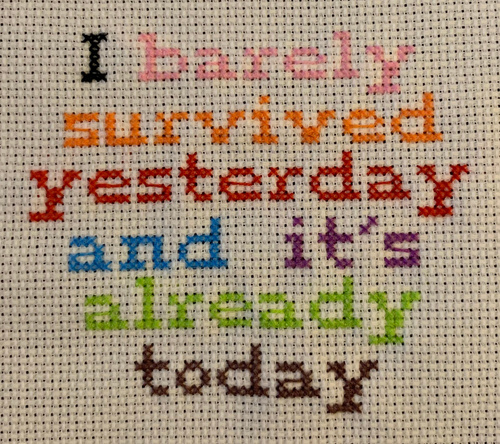 I barely
survived
yesterday
and it's
already
today